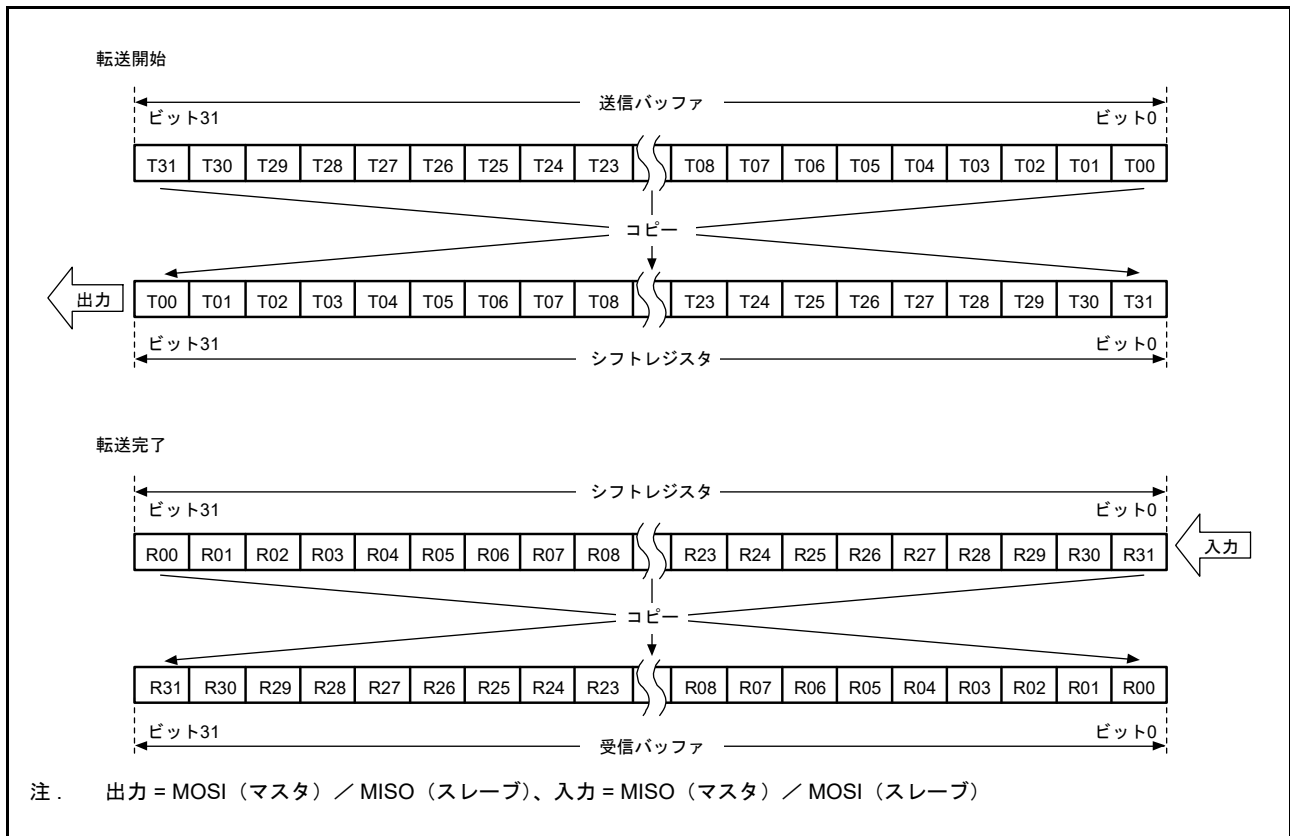 転送開始
送信バッファ
ビット31 ビット0
T31 T30 T29 T28 T27 T26 T25 T24 T23 T08 T07 T06 T05 T04 T03 T02 T01 T00
コピー
出力 T00 T01 T02 T03 T04 T05 T06 T07 T08 T23 T24 T25 T26 T27 T28 T29 T30 T31
ビット31 ビット0
シフトレジスタ
転送完了
シフトレジスタ
ビット31 ビット0
R00 R01 R02 R03 R04 R05 R06 R07 R08 R23 R24 R25 R26 R27 R28 R29 R30 R31 入力
コピー
R31 R30 R29 R28 R27 R26 R25 R24 R23 R08 R07 R06 R05 R04 R03 R02 R01 R00
ビット31 ビット0
受信バッファ
注． 出力 = MOSI（マスタ）／ MISO（スレーブ）、入力 = MISO（マスタ）／ MOSI（スレーブ）